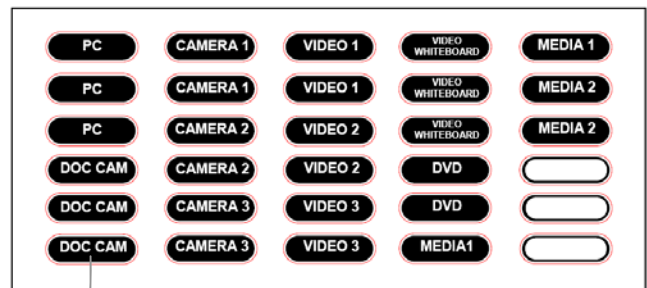 PC CAMERA 1 VIDEO 1 VIDEO WHITEBOARD MEDIA 1
PC CAMERA 1 VIDEO 1 VIDEO WHITEBOARD MEDIA 2
PC CAMERA 2 VIDEO 2 VIDEO WHITEBOARD MEDIA 2
DOC CAM CAMERA 2 VIDEO 2 DVD
DOC CAM CAMERA 3 VIDEO 3 DVD
DOC CAM CAMERA 3 VIDEO 3 MEDIA1